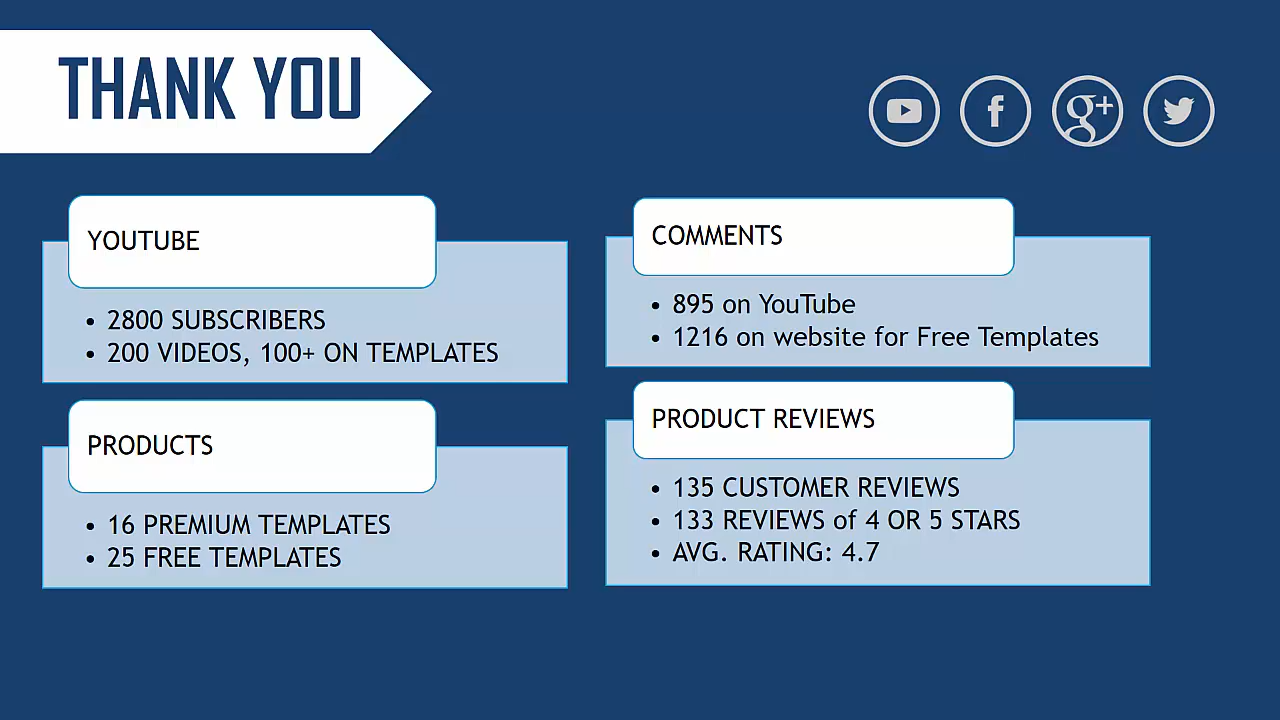 THANK YOU
YOUTUBE
• 2800 SUBSCRIBERS
• 200 VIDEOS, 100+ ON TEMPLATES
PRODUCTS
• 16 PREMIUM TEMPLATES
• 25 FREE TEMPLATES
COMMENTS
• 895 on YouTube
• 1216 on website for Free Templates
PRODUCT REVIEWS
• 135 CUSTOMER REVIEWS
• 133 REVIEWS of 4 OR 5 STARS
• AVG. RATING: 4.7